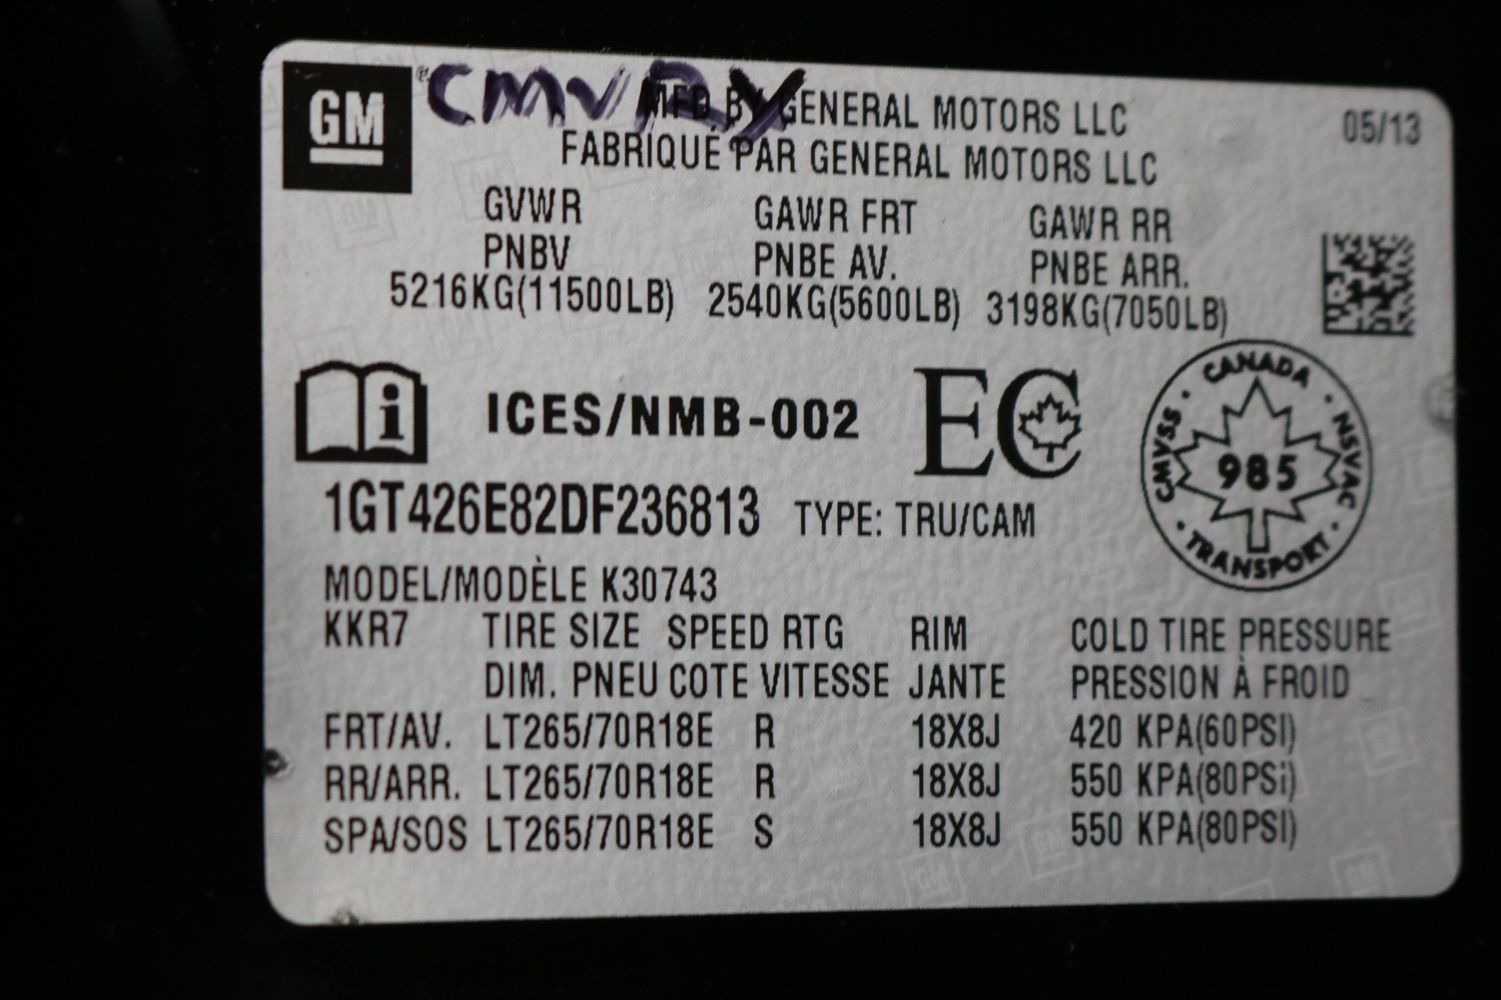 GM
® CMVRY
MFD BY GENERAL MOTORS LLC 05/13
FABRIQUÉ PAR GENERAL MOTORS LLC
GVWR GAWR FRT GAWR RR
PNBV PNBE AV. PNBE ARR.
5216KG(11500LB) 2540KG(5600LB) 3198KG(7050LB)
i ICES/NMB-002 EC
CANADA · NSVAC · TRANSPORT · CMVSS ·
985
1GT426E82DF236813 TYPE: TRU/CAM
MODEL/MODÈLE K30743
KKR7 TIRE SIZE SPEED RTG RIM COLD TIRE PRESSURE
DIM. PNEU COTE VITESSE JANTE PRESSION À FROID
FRT/AV. LT265/70R18E R 18X8J 420 KPA(60PSI)
RR/ARR. LT265/70R18E R 18X8J 550 KPA(80PSi)
SPA/SOS LT265/70R18E S 18X8J 550 KPA(80PSI)